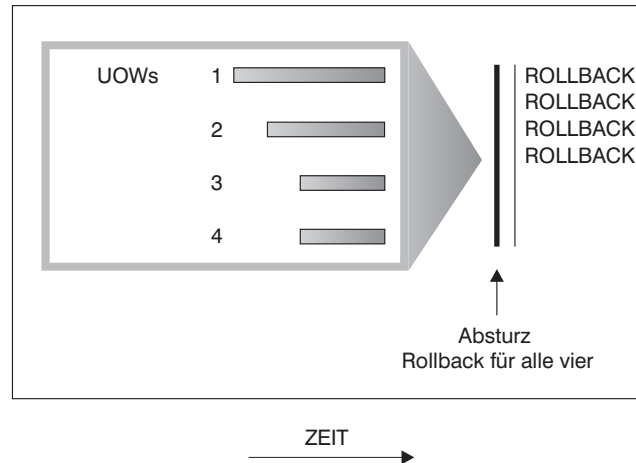 UOWs 1 ROLLBACK
ROLLBACK
2 ROLLBACK
ROLLBACK
3
4
Absturz
Rollback für alle vier
ZEIT